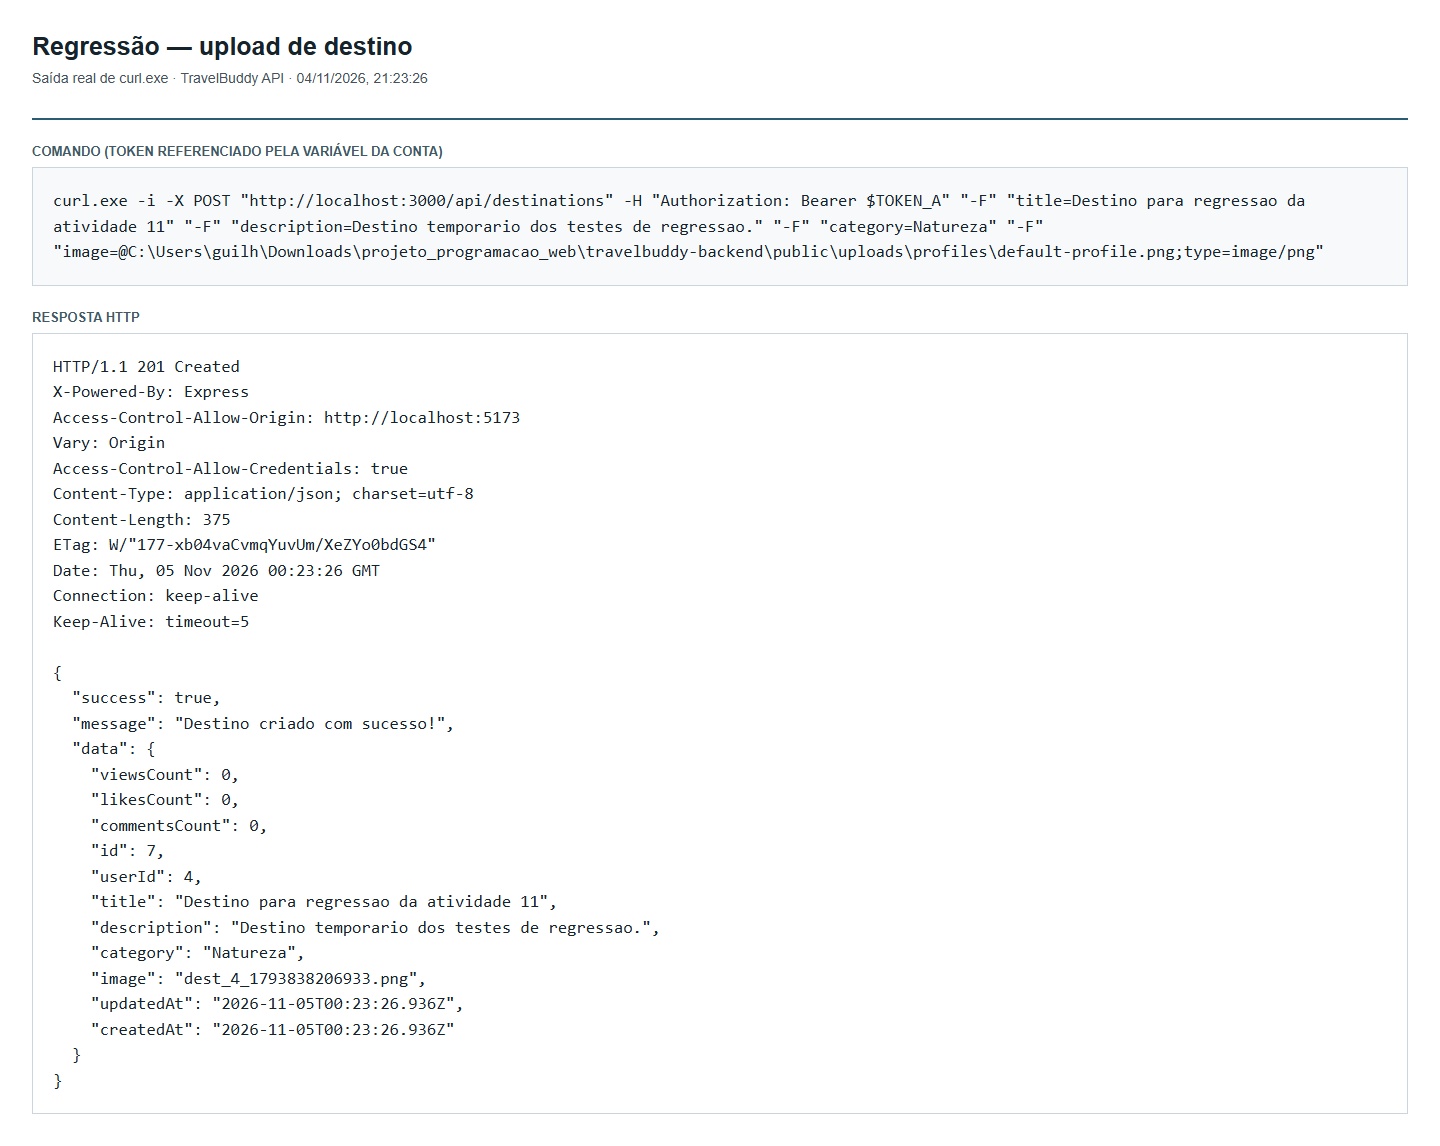 Regressão — upload de destino
Saída real de curl.exe · TravelBuddy API · 04/11/2026, 21:23:26
COMANDO (TOKEN REFERENCIADO PELA VARIÁVEL DA CONTA)
curl.exe -i -X POST "http://localhost:3000/api/destinations" -H "Authorization: Bearer $TOKEN_A" "-F" "title=Destino para regressao da
atividade 11" "-F" "description=Destino temporario dos testes de regressao." "-F" "category=Natureza" "-F"
"image=@C:\Users\guilh\Downloads\projeto_programacao_web\travelbuddy-backend\public\uploads\profiles\default-profile.png;type=image/png"
RESPOSTA HTTP
HTTP/1.1 201 Created
X-Powered-By: Express
Access-Control-Allow-Origin: http://localhost:5173
Vary: Origin
Access-Control-Allow-Credentials: true
Content-Type: application/json; charset=utf-8
Content-Length: 375
ETag: W/"177-xb04vaCvmqYuvUm/XeZYo0bdGS4"
Date: Thu, 05 Nov 2026 00:23:26 GMT
Connection: keep-alive
Keep-Alive: timeout=5
{
  "success": true,
  "message": "Destino criado com sucesso!",
  "data": {
    "viewsCount": 0,
    "likesCount": 0,
    "commentsCount": 0,
    "id": 7,
    "userId": 4,
    "title": "Destino para regressao da atividade 11",
    "description": "Destino temporario dos testes de regressao.",
    "category": "Natureza",
    "image": "dest_4_1793838206933.png",
    "updatedAt": "2026-11-05T00:23:26.936Z",
    "createdAt": "2026-11-05T00:23:26.936Z"
  }
}